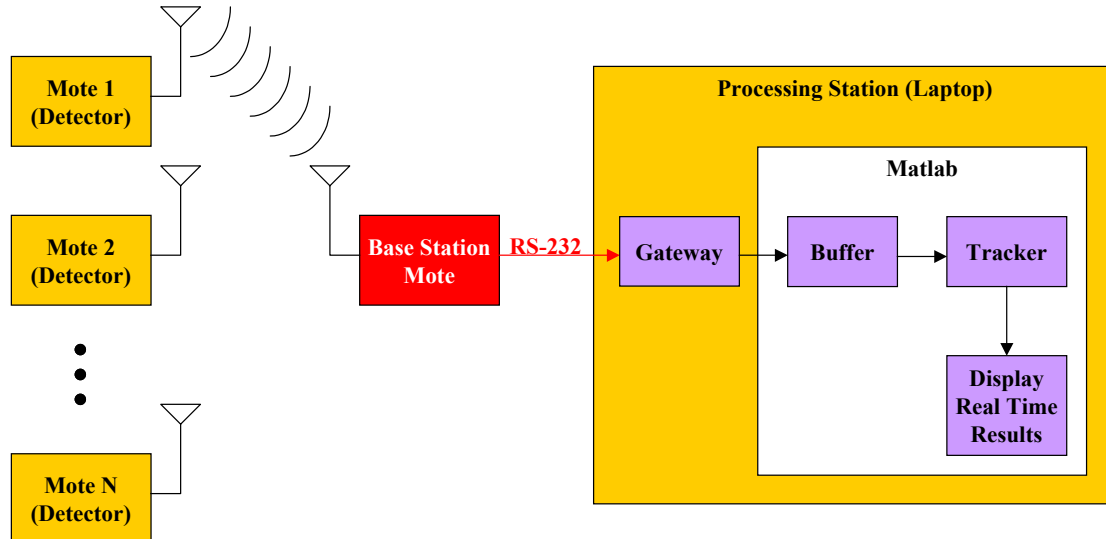 Mote 1
(Detector)
Mote 2
(Detector)
Mote N
(Detector)
Base Station
Mote
RS-232
Processing Station (Laptop)
Gateway
Matlab
Buffer
Tracker
Display
Real Time
Results